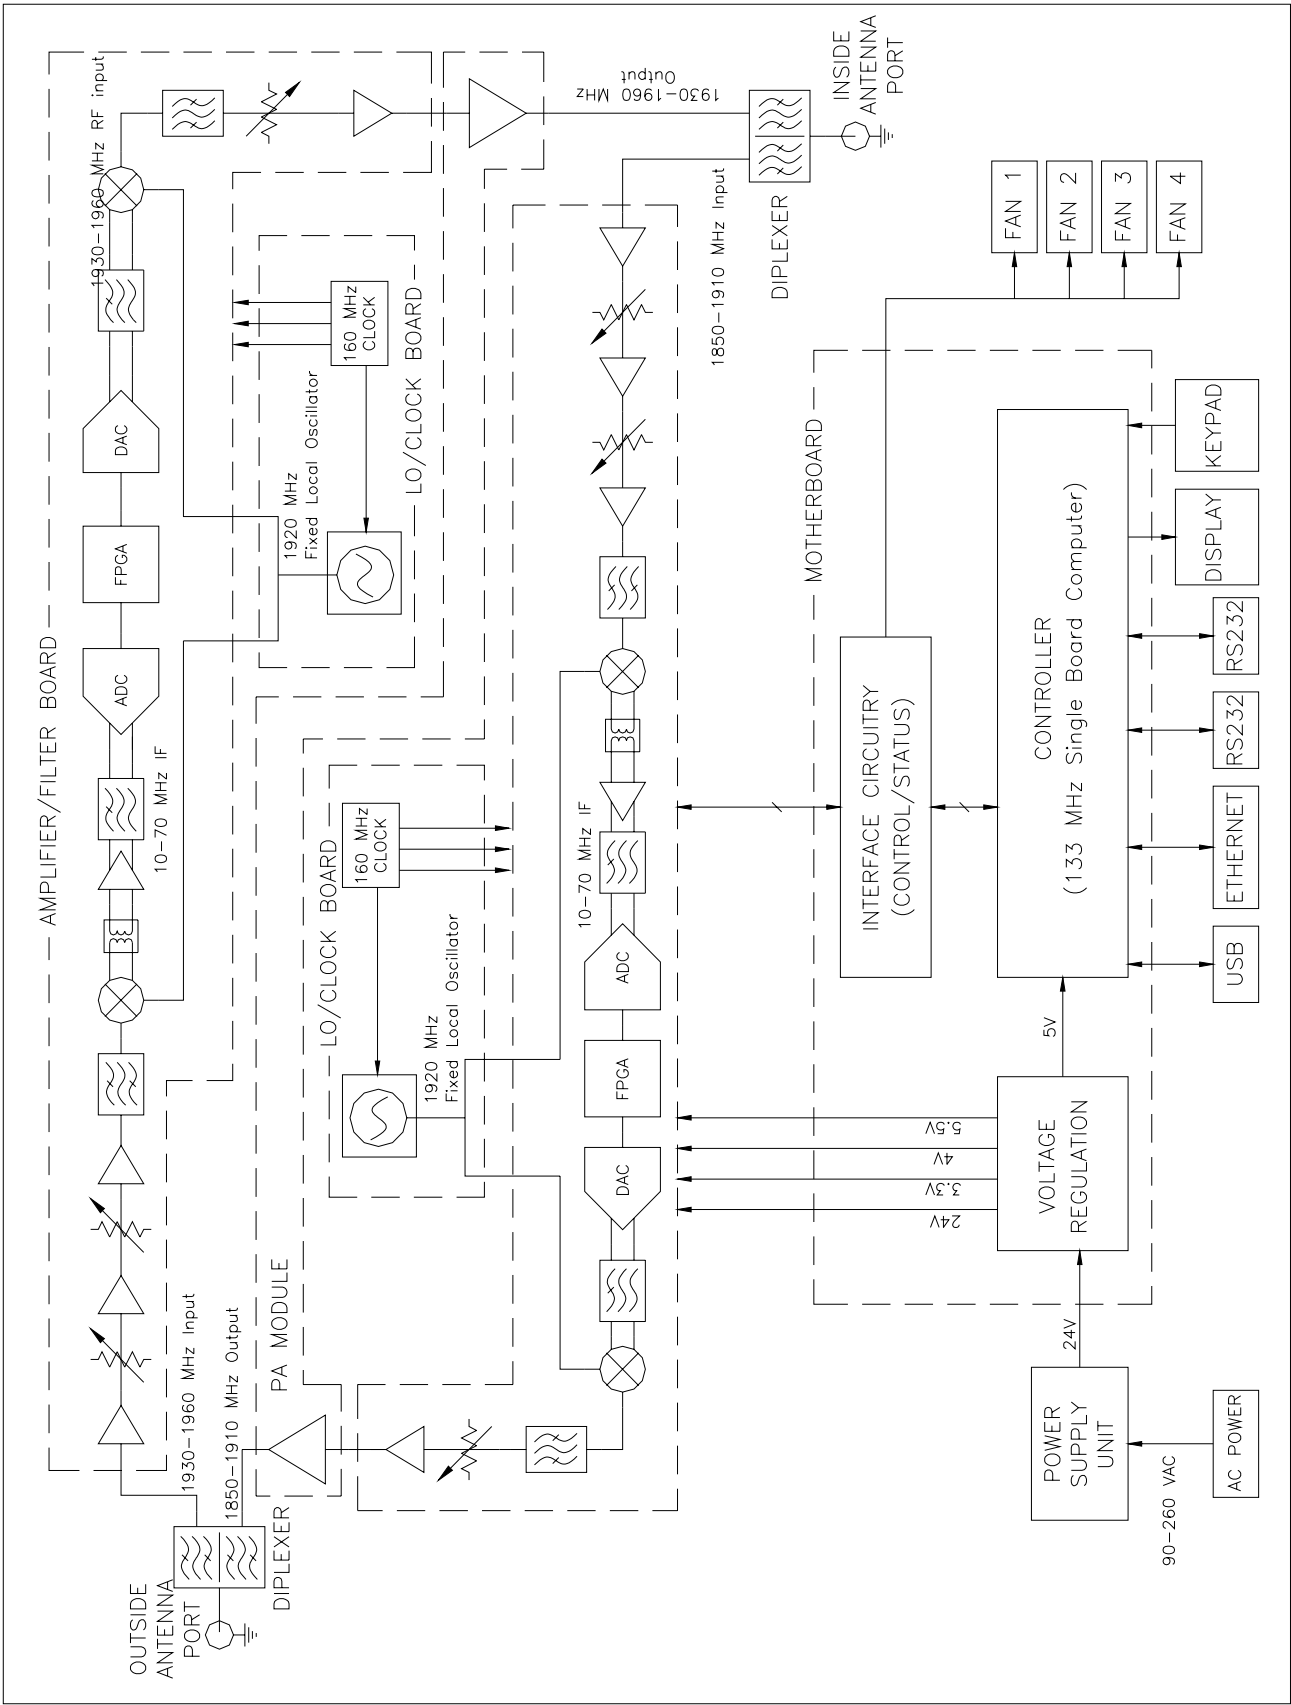 OUTSIDE
ANTENNA
PORT
DIPLEXER
1930-1960 MHz Input
1850-1910 MHz Output
AMPLIFIER/FILTER BOARD
10-70 MHz IF
ADC
FPGA
DAC
1930-1960 MHz RF input
PA MODULE
LO/CLOCK BOARD
160 MHz
CLOCK
1920 MHz
Fixed Local Oscillator
1920 MHz
Fixed Local Oscillator
160 MHz
CLOCK
LO/CLOCK BOARD
1930-1960 MHz
Output
INSIDE
ANTENNA
PORT
DIPLEXER
1850-1910 MHz Input
DAC
FPGA
ADC
10-70 MHz IF
MOTHERBOARD
INTERFACE CIRCUITRY
(CONTROL/STATUS)
FAN 1
FAN 2
FAN 3
FAN 4
24V
3.3V
4V
5.5V
POWER
SUPPLY
UNIT
24V
VOLTAGE
REGULATION
5V
CONTROLLER
(133 MHz Single Board Computer)
90-260 VAC
AC POWER
USB
ETHERNET
RS232
RS232
DISPLAY
KEYPAD